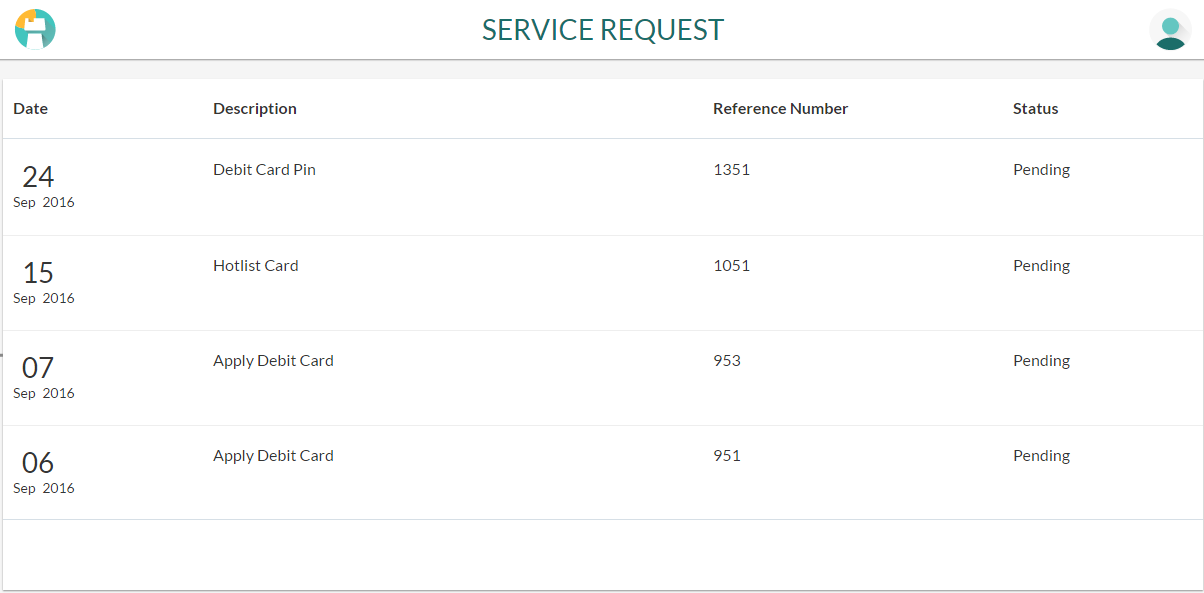 SERVICE REQUEST
Date Description Reference Number Status
24 Debit Card Pin 1351 Pending
Sep 2016
15 Hotlist Card 1051 Pending
Sep 2016
07 Apply Debit Card 953 Pending
Sep 2016
06 Apply Debit Card 951 Pending
Sep 2016